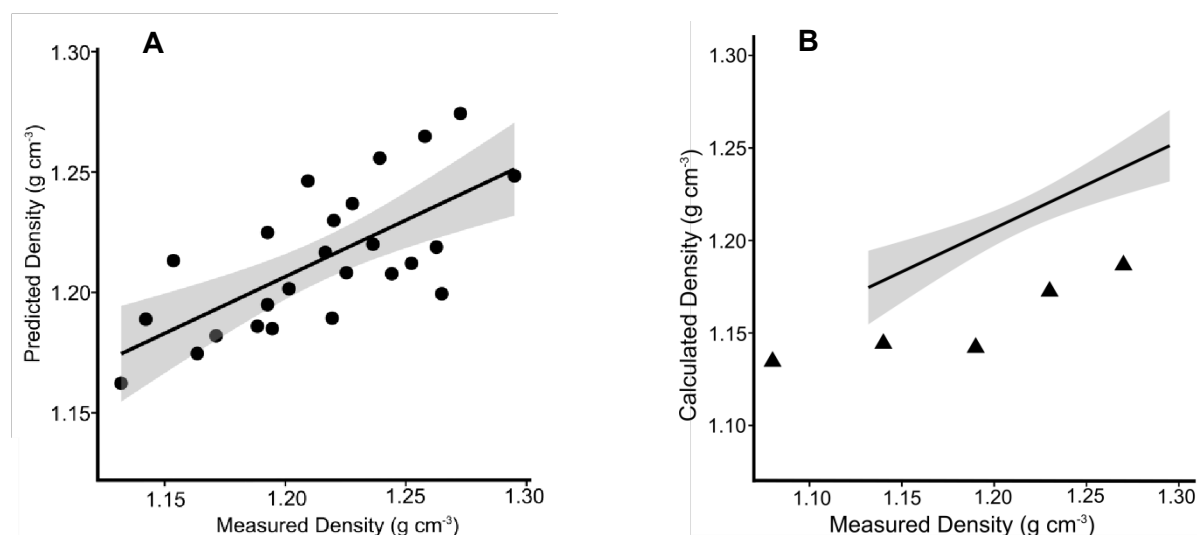 A
1.30
1.25
1.20
1.15
Predicted Density (g cm⁻³)
1.15 1.20 1.25 1.30
Measured Density (g cm⁻³)
B
1.30
1.25
1.20
1.15
1.10
Calculated Density (g cm⁻³)
1.10 1.15 1.20 1.25 1.30
Measured Density (g cm⁻³)